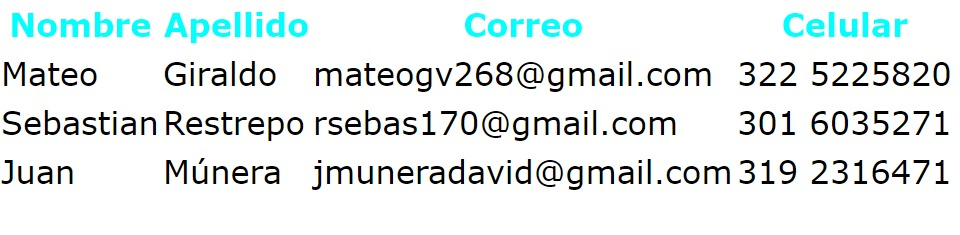 Nombre Apellido Correo Celular
Mateo Giraldo mateogv268@gmail.com 322 5225820
Sebastian Restrepo rsebas170@gmail.com 301 6035271
Juan Múnera jmuneradavid@gmail.com 319 2316471